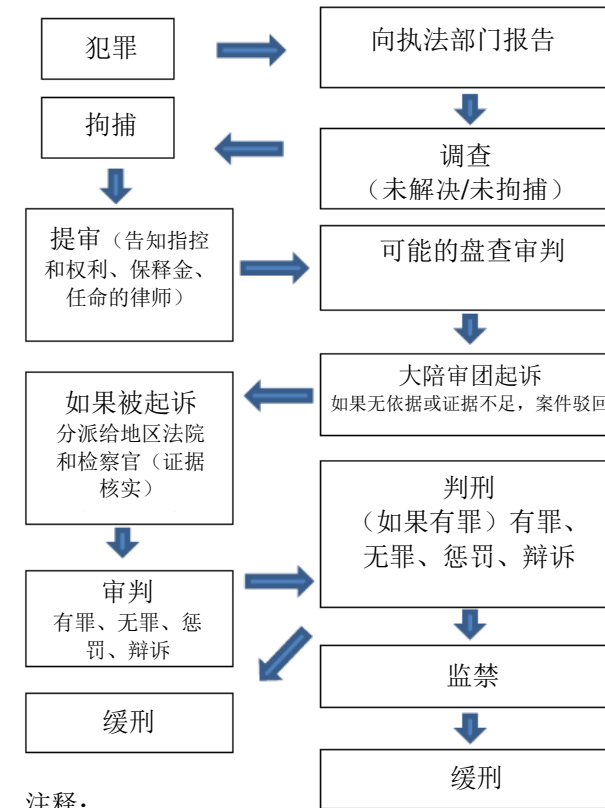 犯罪
向执法部门报告
拘捕
调查
（未解决/未拘捕）
提审（告知指控
和权利、保释金、
任命的律师）
可能的盘查审判
大陪审团起诉
如果无依据或证据不足，案件驳回
如果被起诉
分派给地区法院
和检察官（证据
核实）
判刑
（如果有罪）有罪、
无罪、惩罚、辩诉
审判
有罪、无罪、惩
罚、辩诉
监禁
缓刑
缓刑
注释：